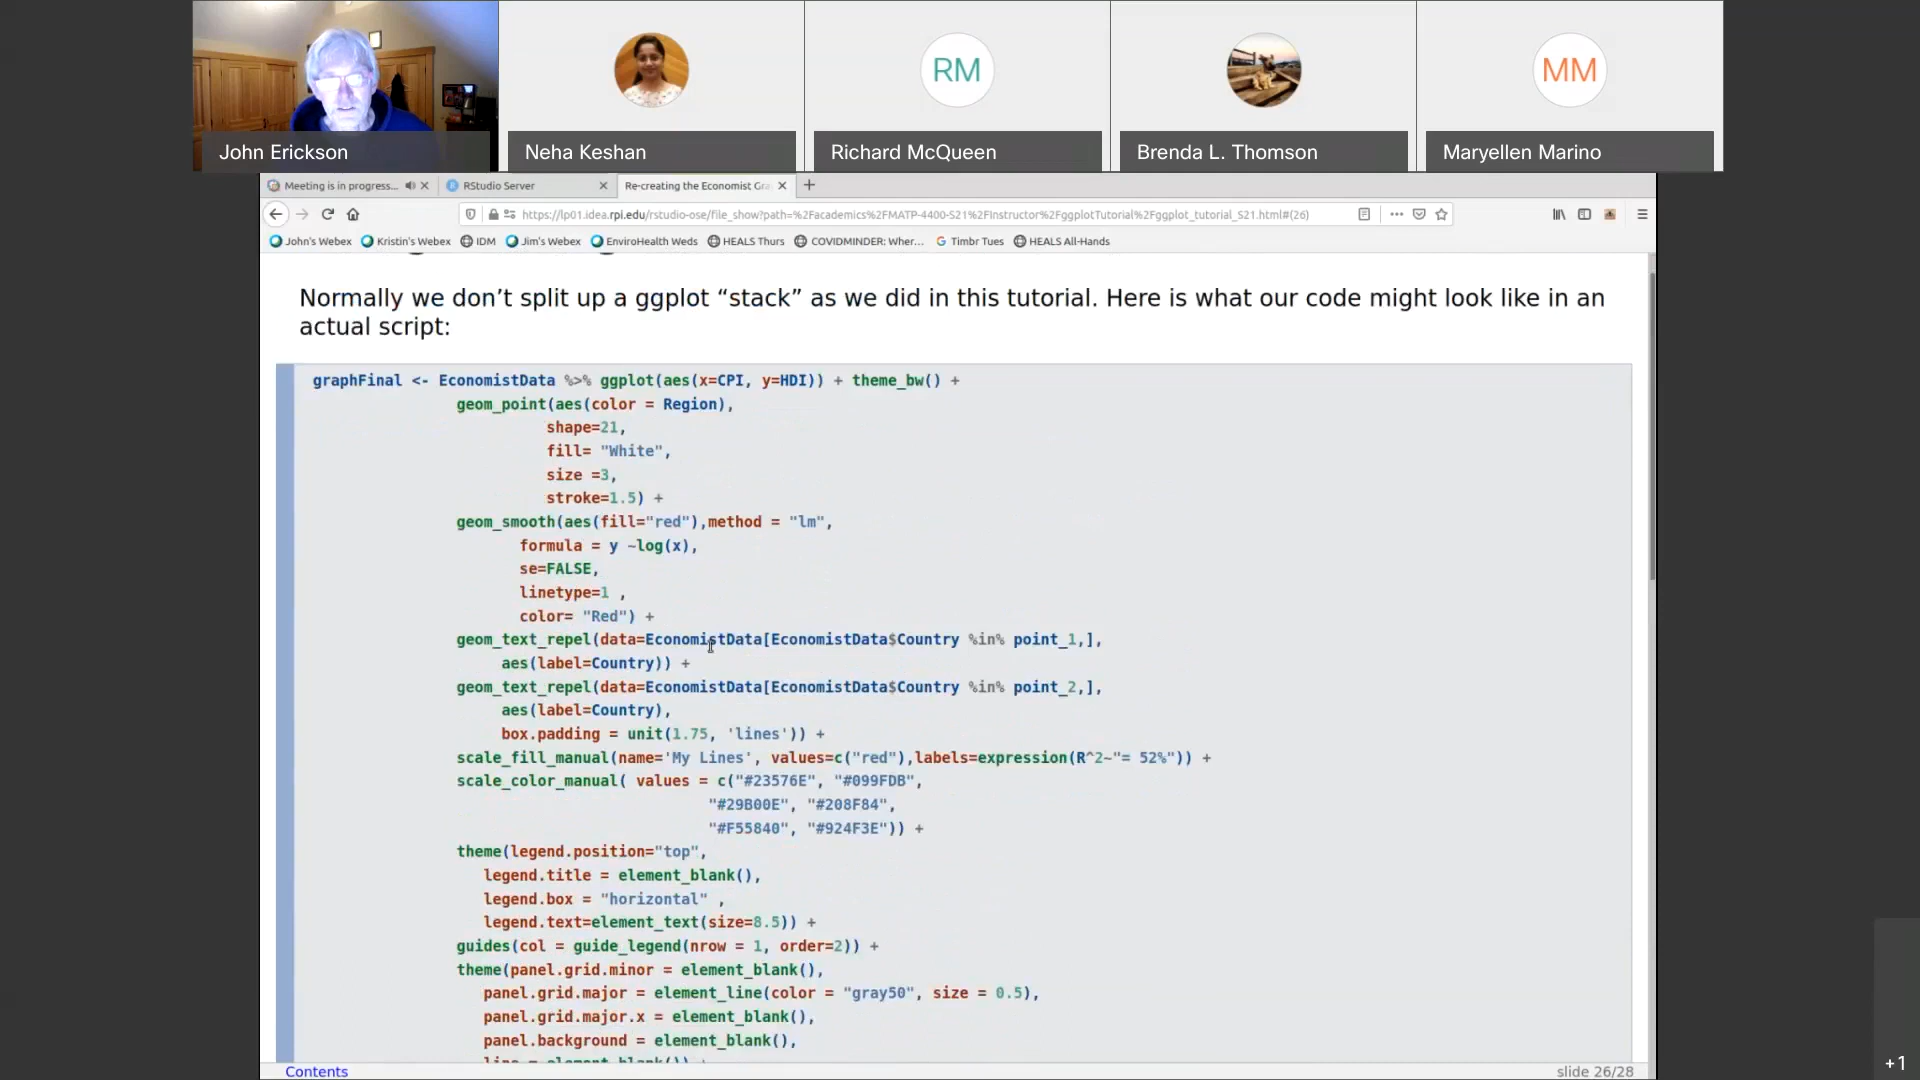 RM
MM
John Erickson
Neha Keshan
Richard McQueen
Brenda L. Thomson
Maryellen Marino
Meeting is in progress...
RStudio Server
Re-creating the Economist Gra
https://lp01.idea.rpi.edu/rstudio-ose/file_show?path=%2Facademics%2FMATP-4400-S21%2FInstructor%2FggplotTutorial%2Fggplot_tutorial_S21.html#(26)
John's Webex
Kristin's Webex
IDM
Jim's Webex
EnviroHealth Weds
HEALS Thurs
COVIDMINDER: Wher...
Timbr Tues
HEALS All-Hands
Normally we don’t split up a ggplot “stack” as we did in this tutorial. Here is what our code might look like in an
actual script:
graphFinal <- EconomistData %>% ggplot(aes(x=CPI, y=HDI)) + theme_bw() +
geom_point(aes(color = Region),
shape=21,
fill= "White",
size =3,
stroke=1.5) +
geom_smooth(aes(fill="red"),method = "lm",
formula = y ~log(x),
se=FALSE,
linetype=1 ,
color= "Red") +
geom_text_repel(data=EconomistData[EconomistData$Country %in% point_1,],
aes(label=Country)) +
geom_text_repel(data=EconomistData[EconomistData$Country %in% point_2,],
aes(label=Country),
box.padding = unit(1.75, 'lines')) +
scale_fill_manual(name='My Lines', values=c("red"),labels=expression(R^2~"= 52%")) +
scale_color_manual( values = c("#23576E", "#099FDB",
"#29B00E", "#208F84",
"#F55840", "#924F3E")) +
theme(legend.position="top",
legend.title = element_blank(),
legend.box = "horizontal" ,
legend.text=element_text(size=8.5)) +
guides(col = guide_legend(nrow = 1, order=2)) +
theme(panel.grid.minor = element_blank(),
panel.grid.major = element_line(color = "gray50", size = 0.5),
panel.grid.major.x = element_blank(),
panel.background = element_blank(),
line = element_blank()) +
Contents
slide 26/28
+1